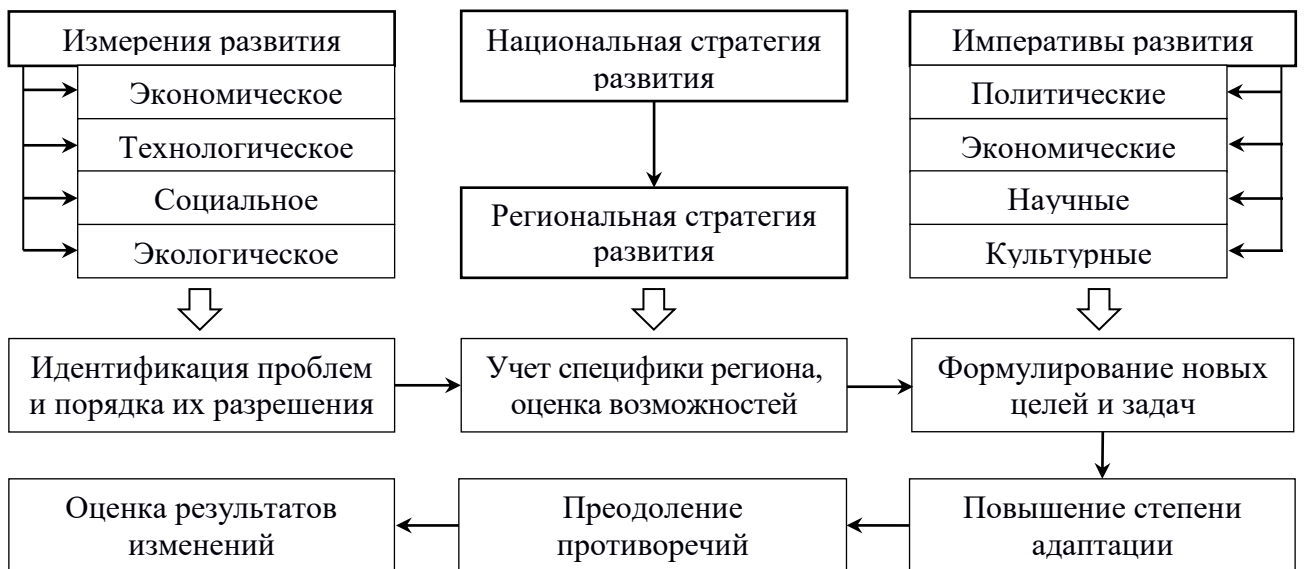 Измерения развития
Экономическое
Технологическое
Социальное
Экологическое
Национальная стратегия
развития
Региональная стратегия
развития
Императивы развития
Политические
Экономические
Научные
Культурные
Идентификация проблем
и порядка их разрешения
Учет специфики региона,
оценка возможностей
Формулирование новых
целей и задач
Повышение степени
адаптации
Преодоление
противоречий
Оценка результатов
изменений